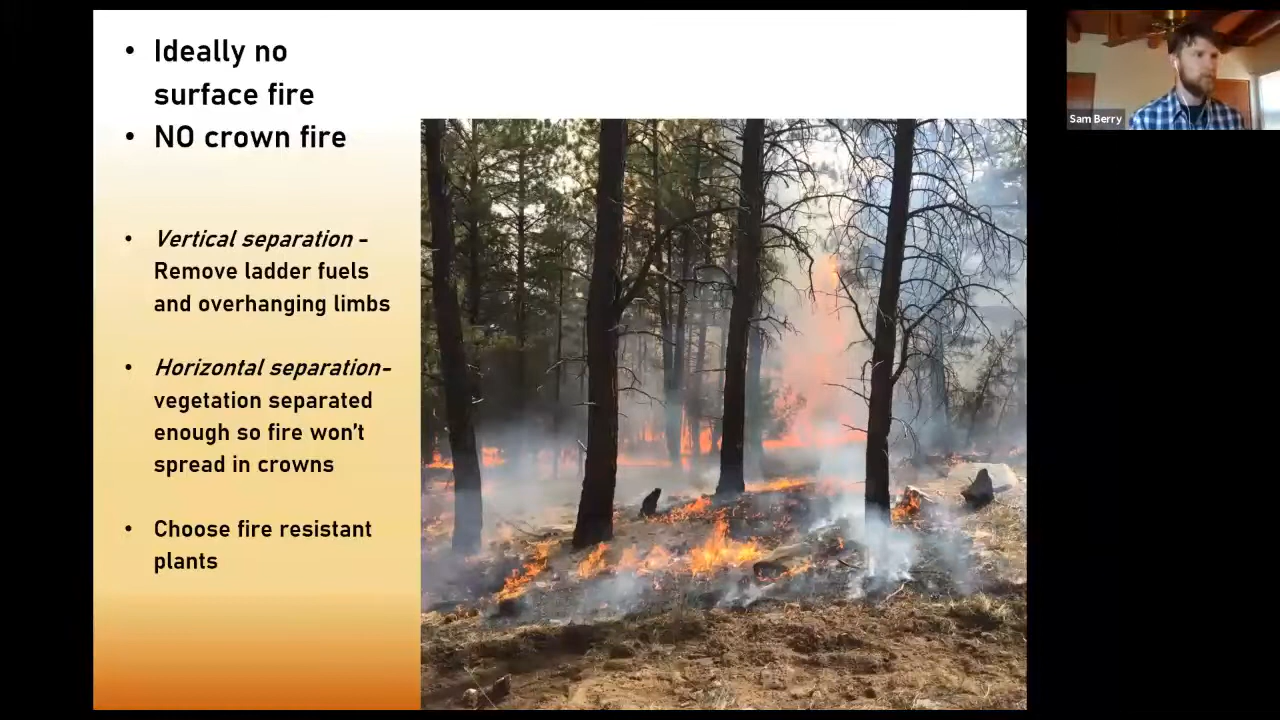 • Ideally no
surface fire
• NO crown fire
• Vertical separation -
Remove ladder fuels
and overhanging limbs
• Horizontal separation-
vegetation separated
enough so fire won't
spread in crowns
• Choose fire resistant
plants
Sam Berry